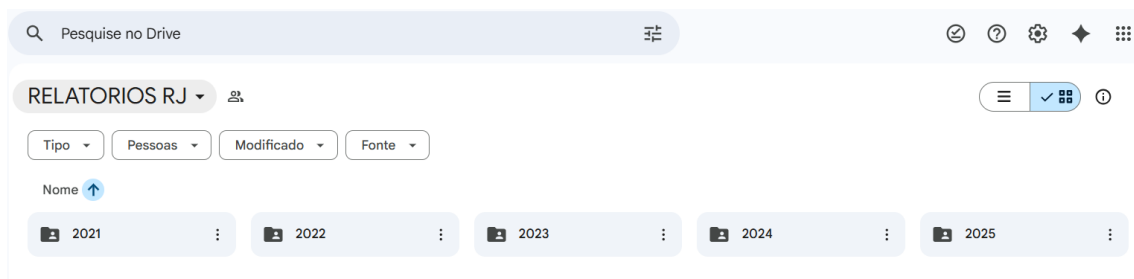 Pesquise no Drive
RELATORIOS RJ
Tipo Pessoas Modificado Fonte
Nome
2021 2022 2023 2024 2025